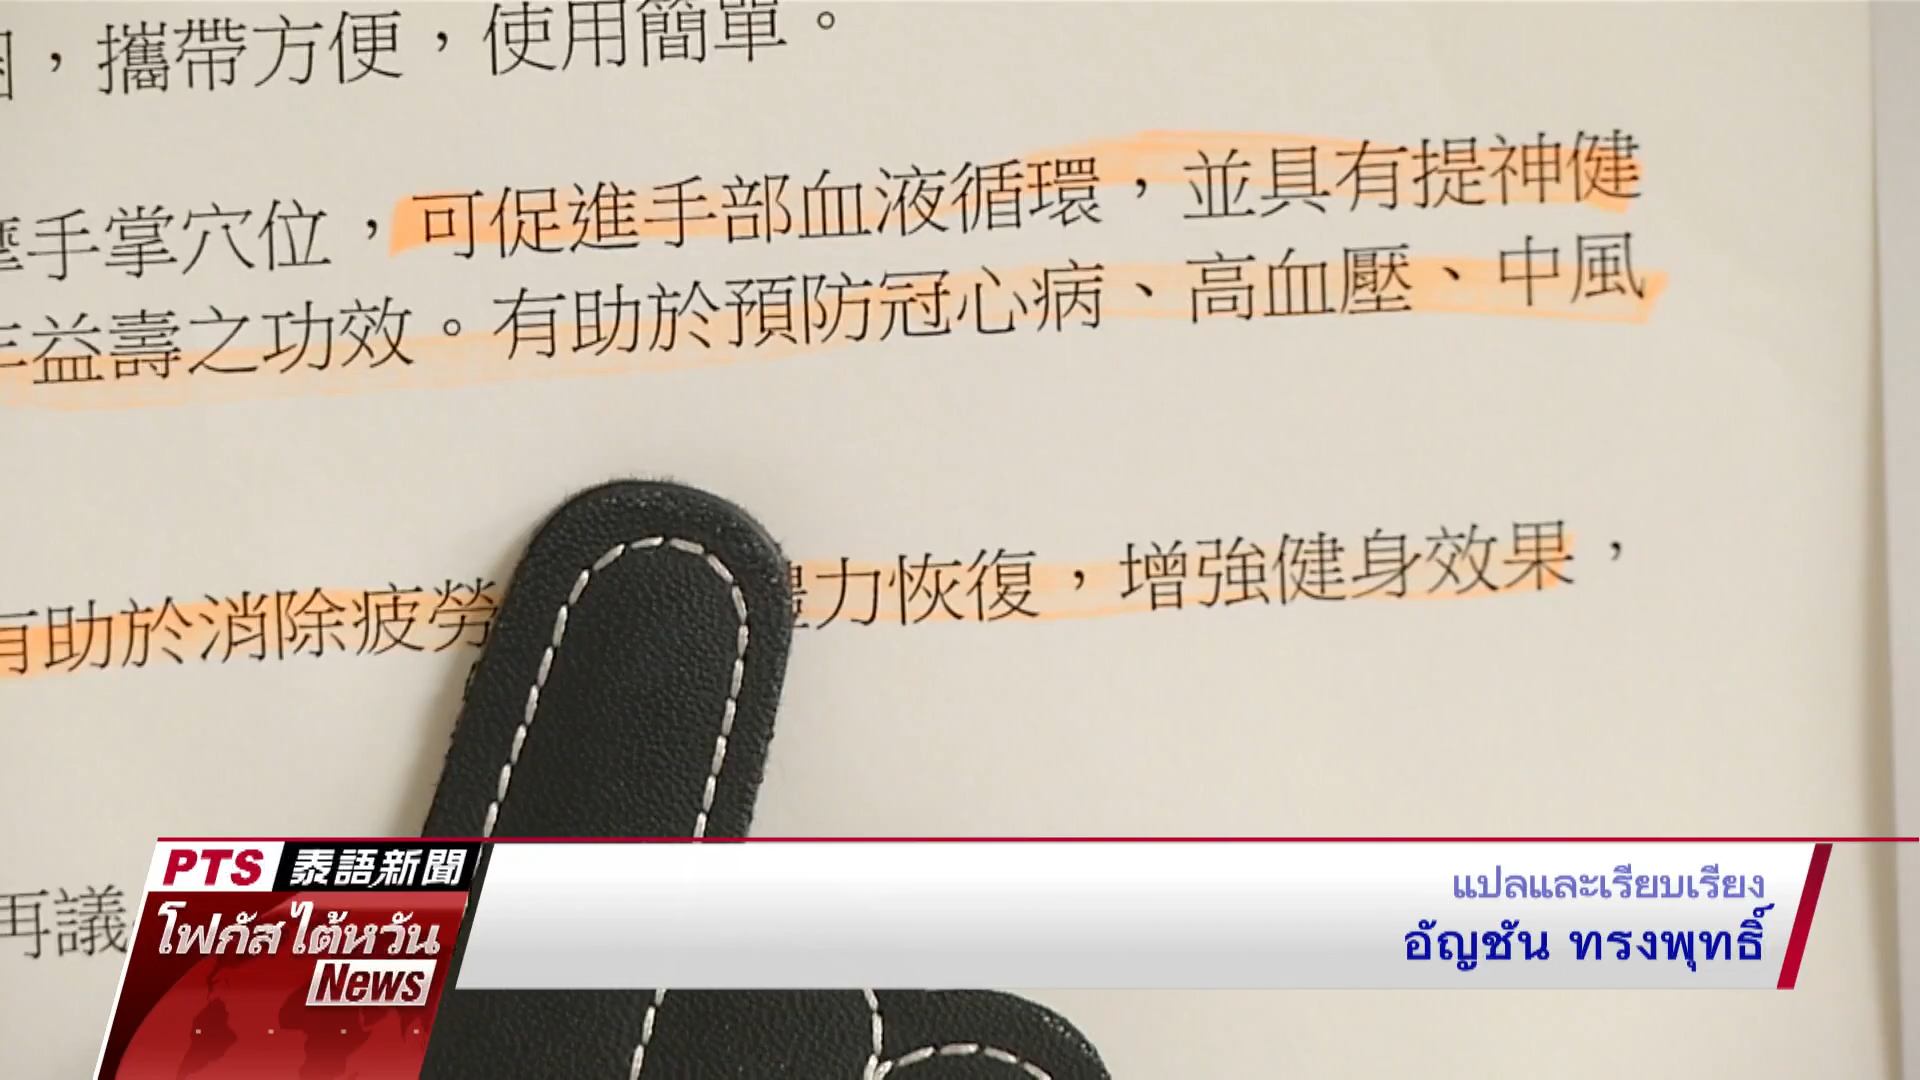 ，攜帶方便，使用簡單。
手掌穴位，可促進手部血液循環，並具有提神健
益壽之功效。有助於預防冠心病、高血壓、中風
有助於消除疲勞
力恢復，增強健身效果，
再議
PTS 泰語新聞
โฟกัสไต้หวัน
News
แปลและเรียบเรียง
อัญชัน ทรงพุทธิ์